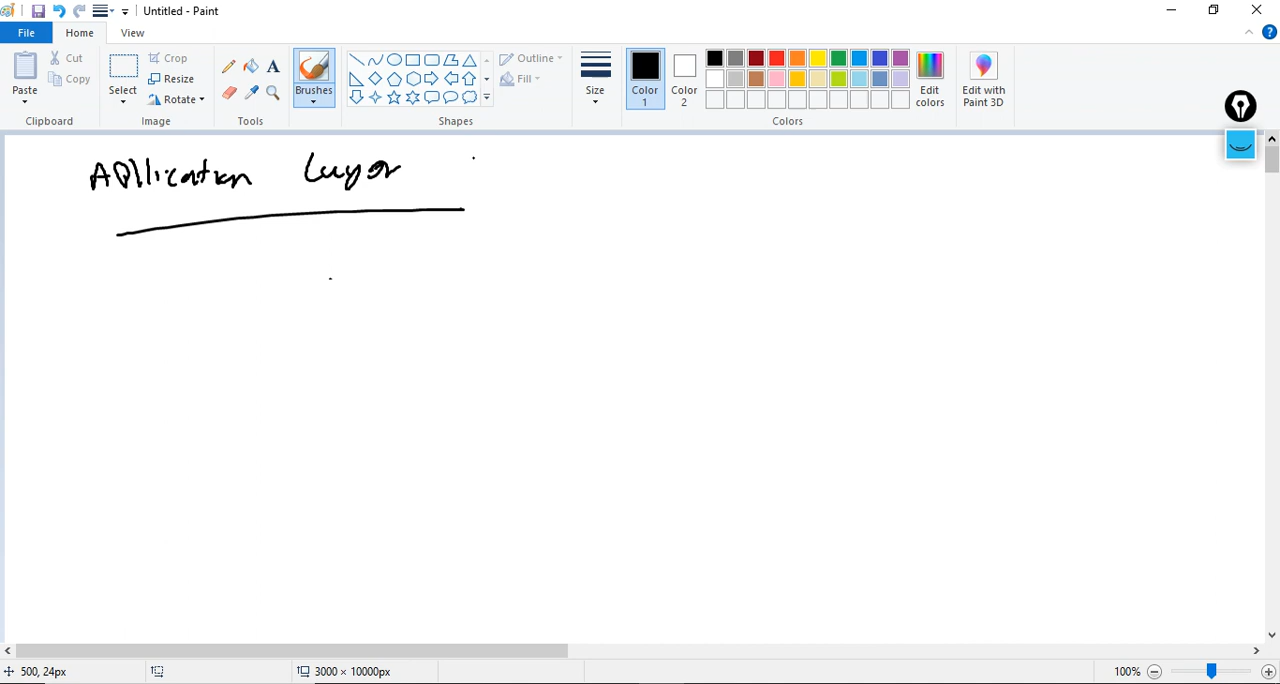 Untitled - Paint
File Home View
Paste Cut Copy Select Crop Resize Rotate Brushes Outline Fill Size Color 1 Color 2 Edit colors Edit with Paint 3D
Clipboard Image Tools Shapes Colors
Application Layer
500, 24px 3000 × 10000px 100%